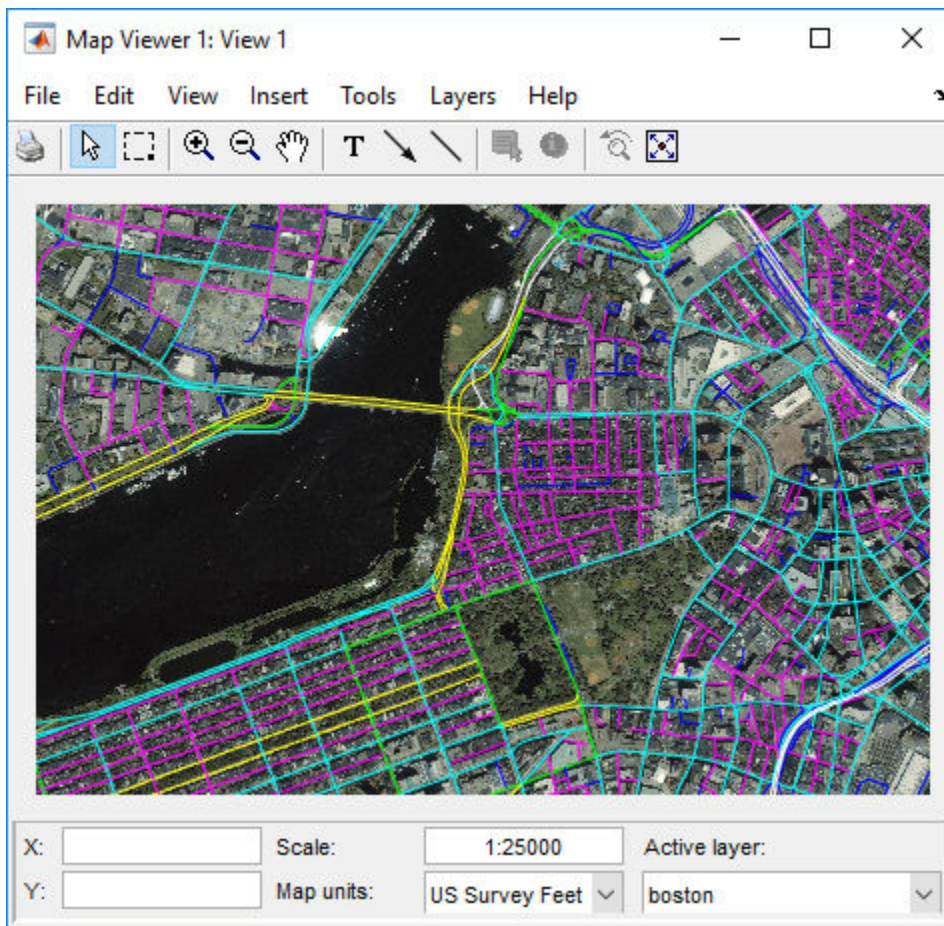 Map Viewer 1: View 1
File Edit View Insert Tools Layers Help
T
X: Scale: 1:25000 Active layer:
Y: Map units: US Survey Feet boston